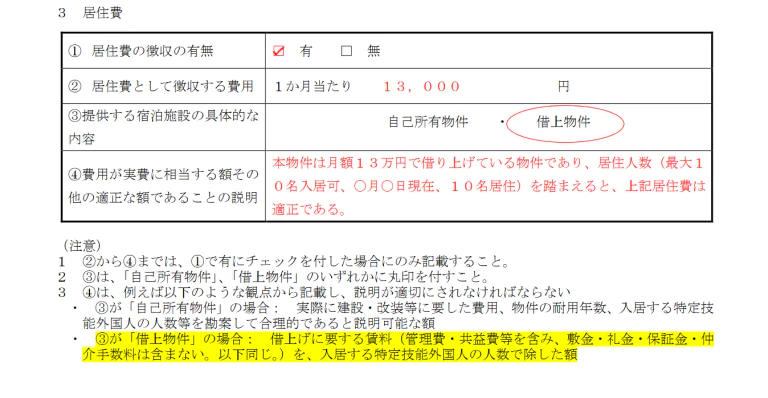 ３　居住費
①　居住費の徴収の有無　☑　有　　□　無
②　居住費として徴収する費用　１か月当たり　１３，０００　円
③提供する宿泊施設の具体的な
内容
自己所有物件　・　借上物件
④費用が実費に相当する額その
他の適正な額であることの説明
本物件は月額１３万円で借り上げている物件であり、居住人数（最大１
０名入居可、〇月〇日現在、１０名居住）を踏まえると、上記居住費は
適正である。
（注意）
１　②から④までは、①で有にチェックを付した場合にのみ記載すること。
２　③は、「自己所有物件」、「借上物件」のいずれかに丸印を付すこと。
３　④は、例えば以下のような観点から記載し、説明が適切にされなければならない
・　③が「自己所有物件」の場合：　実際に建設・改装等に要した費用、物件の耐用年数、入居する特定技
能外国人の人数等を勘案して合理的であると説明可能な額
・　③が「借上物件」の場合：　借上げに要する賃料（管理費・共益費等を含み、敷金・礼金・保証金・仲
介手数料は含まない。以下同じ。）を、入居する特定技能外国人の人数で除した額